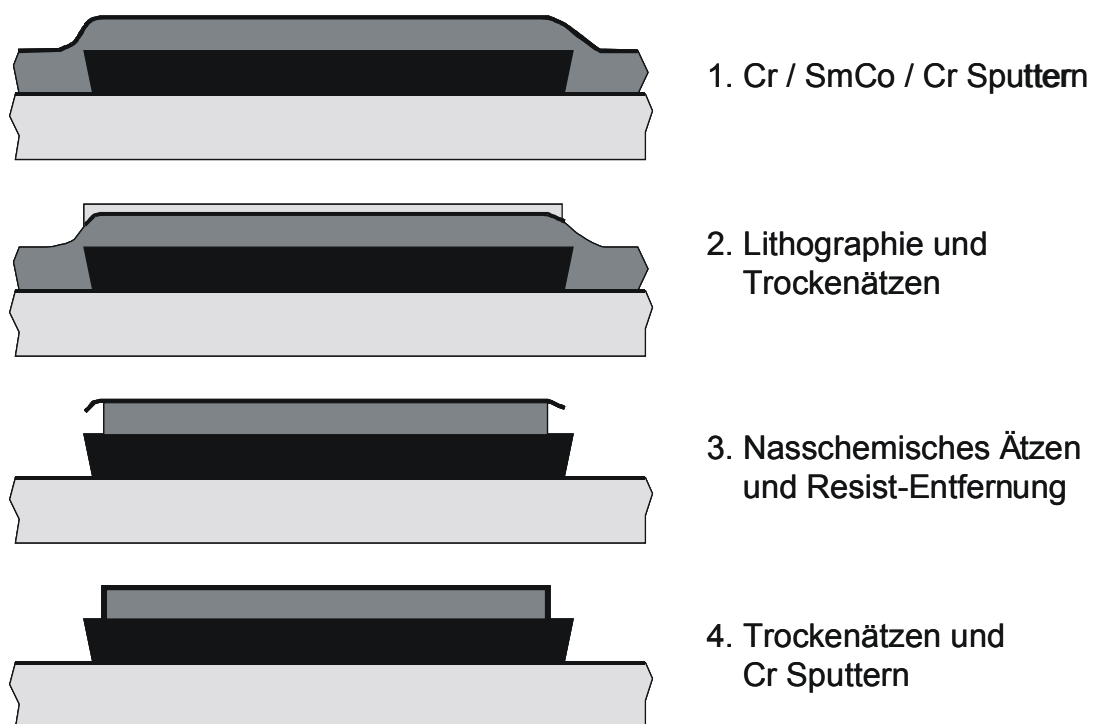 1. Cr / SmCo / Cr Sputtern
2. Lithographie und
Trockenätzen
3. Nasschemisches Ätzen
und Resist-Entfernung
4. Trockenätzen und
Cr Sputtern